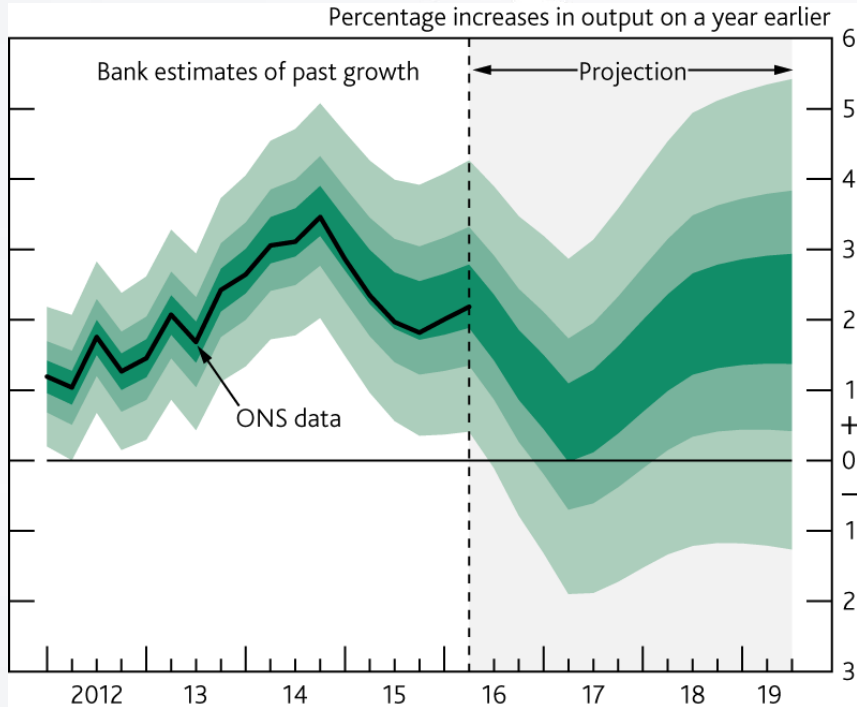 Percentage increases in output on a year earlier
Bank estimates of past growth
Projection
ONS data
6
5
4
3
2
1
+
0
–
1
2
3
2012 13 14 15 16 17 18 19